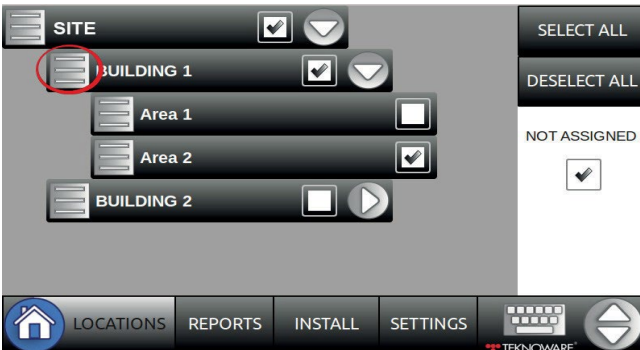 SITE
SELECT ALL
BUILDING 1
DESELECT ALL
Area 1
NOT ASSIGNED
Area 2
BUILDING 2
LOCATIONS
REPORTS
INSTALL
SETTINGS
TEKNOWARE®